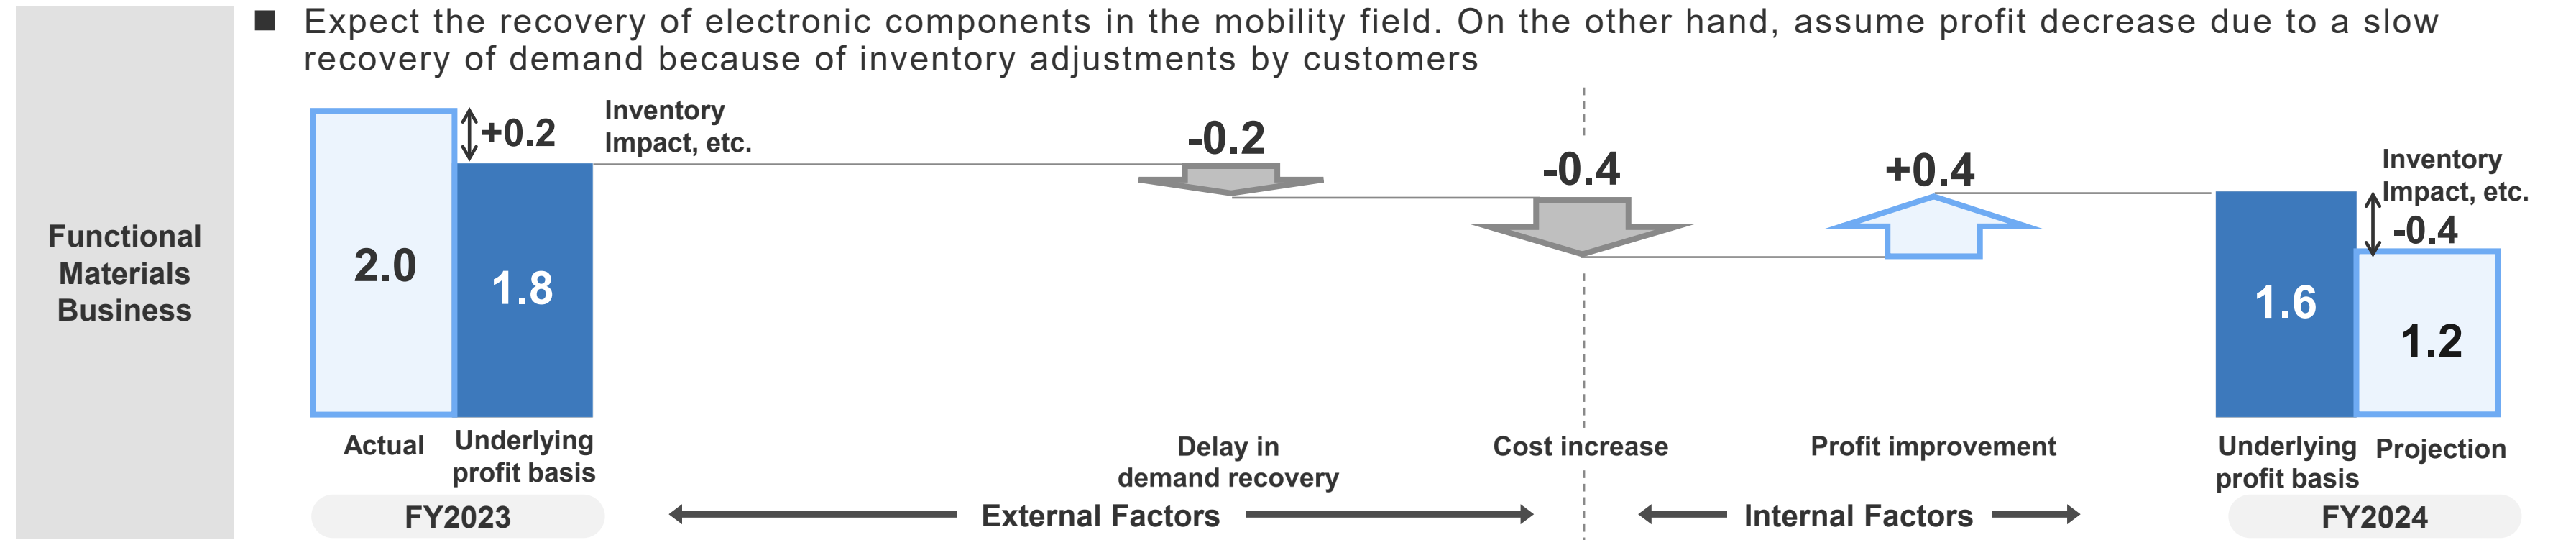 ■ Expect the recovery of electronic components in the mobility field. On the other hand, assume profit decrease due to a slow
recovery of demand because of inventory adjustments by customers
Functional
Materials
Business
+0.2
Inventory
Impact, etc.
2.0
1.8
-0.2
-0.4
+0.4
Inventory
Impact, etc.
-0.4
1.6
1.2
Actual
Underlying
profit basis
Delay in
demand recovery
Cost increase
Profit improvement
Underlying
profit basis
Projection
FY2023
External Factors
Internal Factors
FY2024